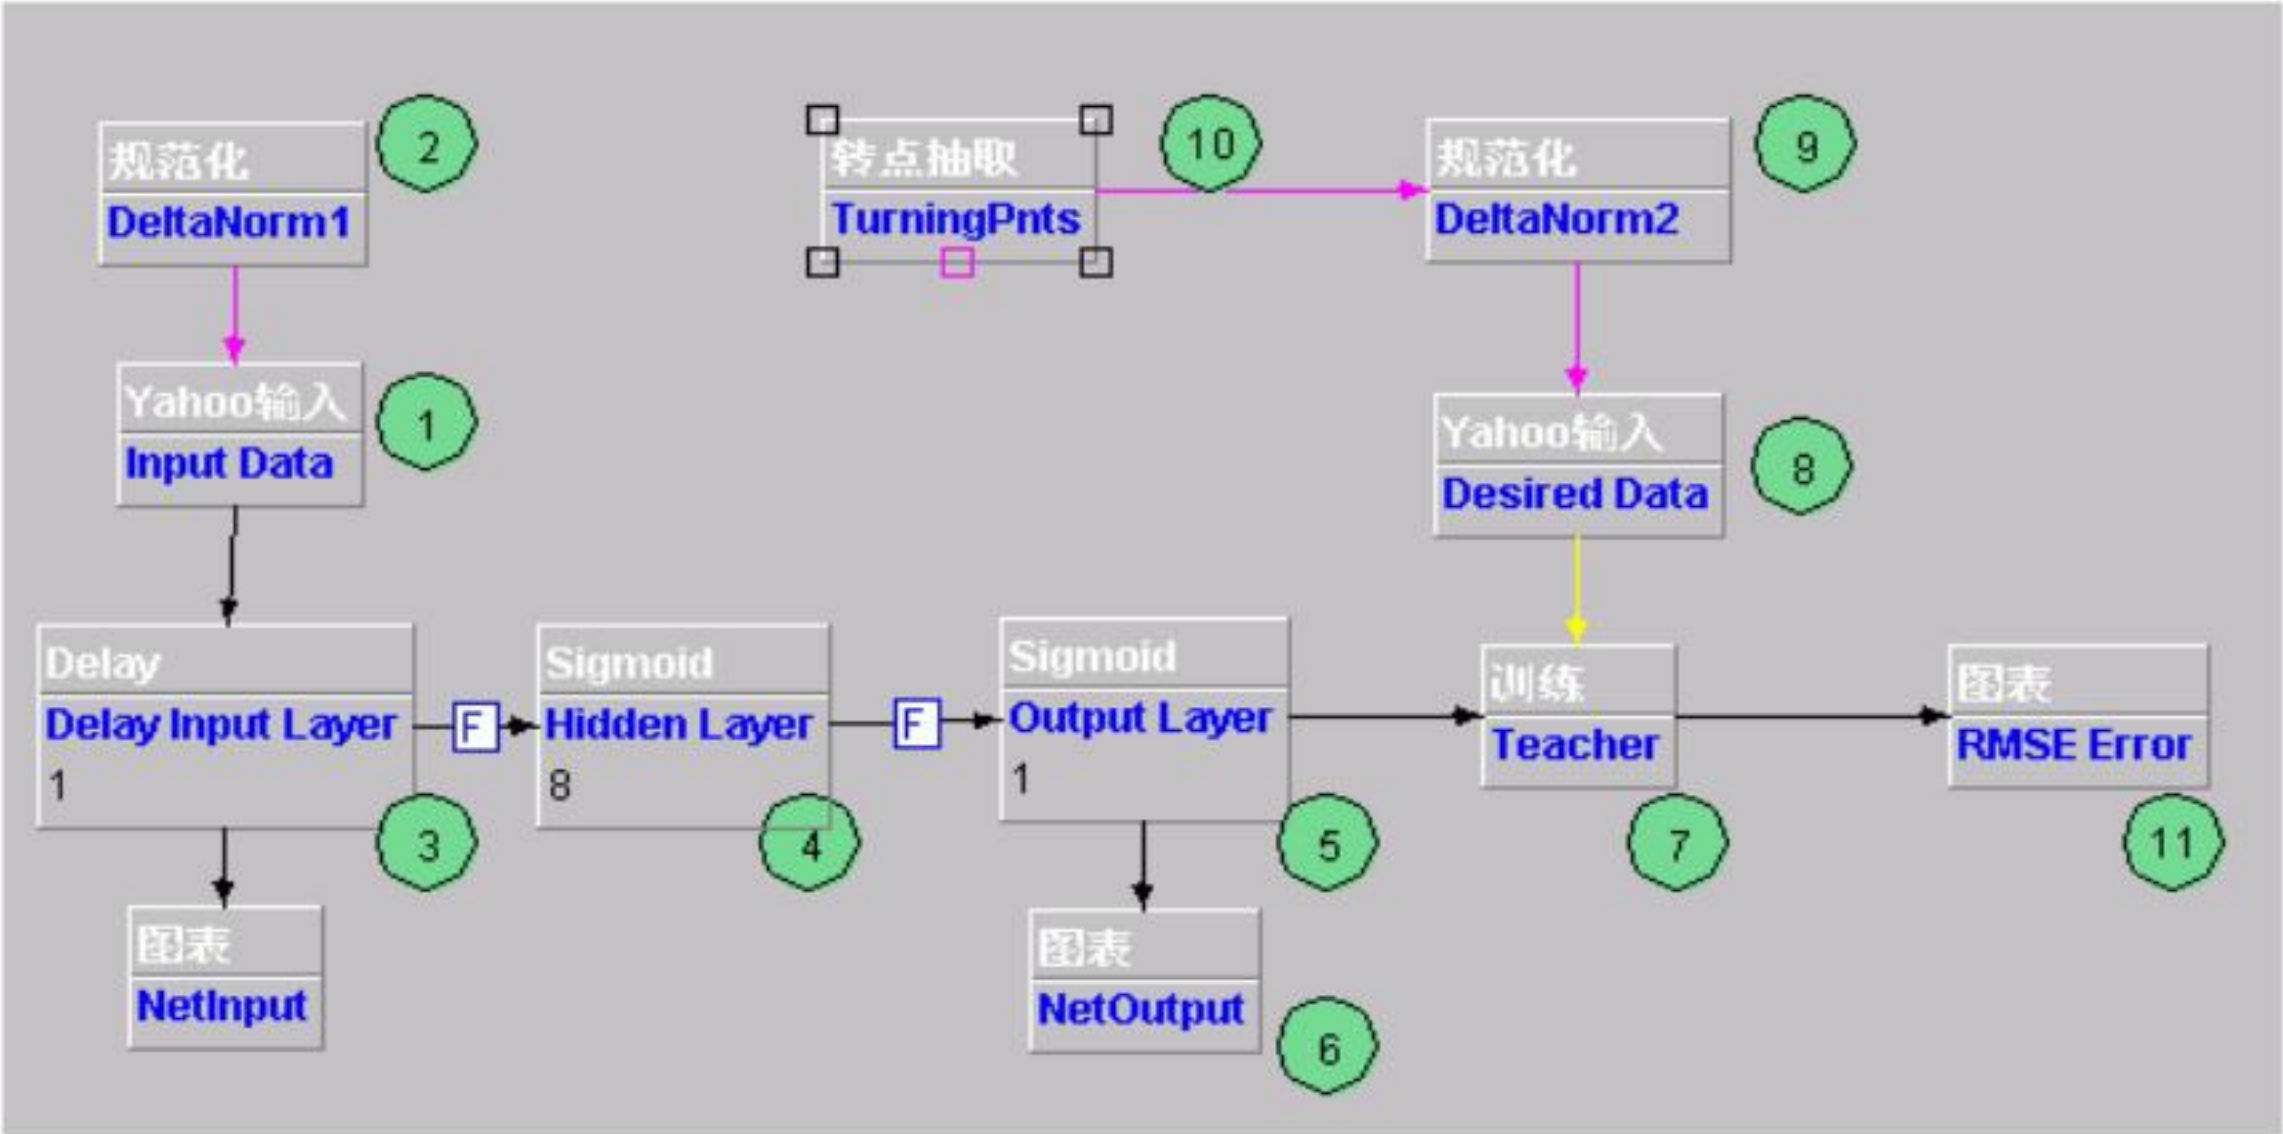 规范化
DeltaNorm1
2
转点抽取
TurningPnts
10
规范化
DeltaNorm2
9
Yahoo输入
Input Data
1
Yahoo输入
Desired Data
8
Delay
Delay Input Layer
1
3
F
Sigmoid
Hidden Layer
8
4
F
Sigmoid
Output Layer
1
5
训练
Teacher
7
图表
RMSE Error
11
图表
NetInput
图表
NetOutput
6